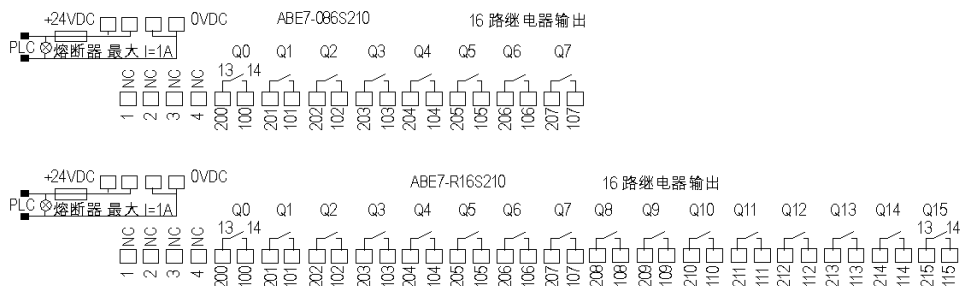 +24VDC 0VDC ABE7-086S210 16 路继电器输出
PLC 熔断器 最大 I=1A Q0 Q1 Q2 Q3 Q4 Q5 Q6 Q7
13 14
NC NC NC NC
1 2 3 4 200 100 201 101 202 102 203 103 204 104 205 105 206 106 207 107
+24VDC 0VDC ABE7-R16S210 16 路继电器输出
PLC 熔断器 最大 I=1A Q0 Q1 Q2 Q3 Q4 Q5 Q6 Q7 Q8 Q9 Q10 Q11 Q12 Q13 Q14 Q15
13 14 13 14
NC NC NC NC
1 2 3 4 200 100 201 101 202 102 203 103 204 104 205 105 206 106 207 107 208 108 209 109 210 110 211 111 212 112 213 113 214 114 215 115